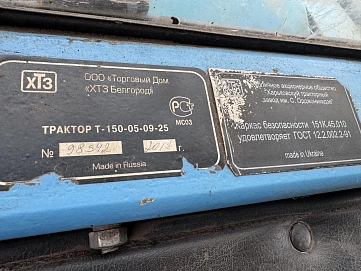 ХТЗ
ООО «Торговый Дом
«ХТЗ Белгород»
РСТ
МС03
ТРАКТОР Т-150-05-09-25
№ 98542 г.
Made in Russia
акционерное общество
"Харьковский тракторный
завод им. С. Орджоникидзе"
Каркас безопасности 151К.45.010
удовлетворяет ГОСТ 12.2.002.2-91
made in Ukraine